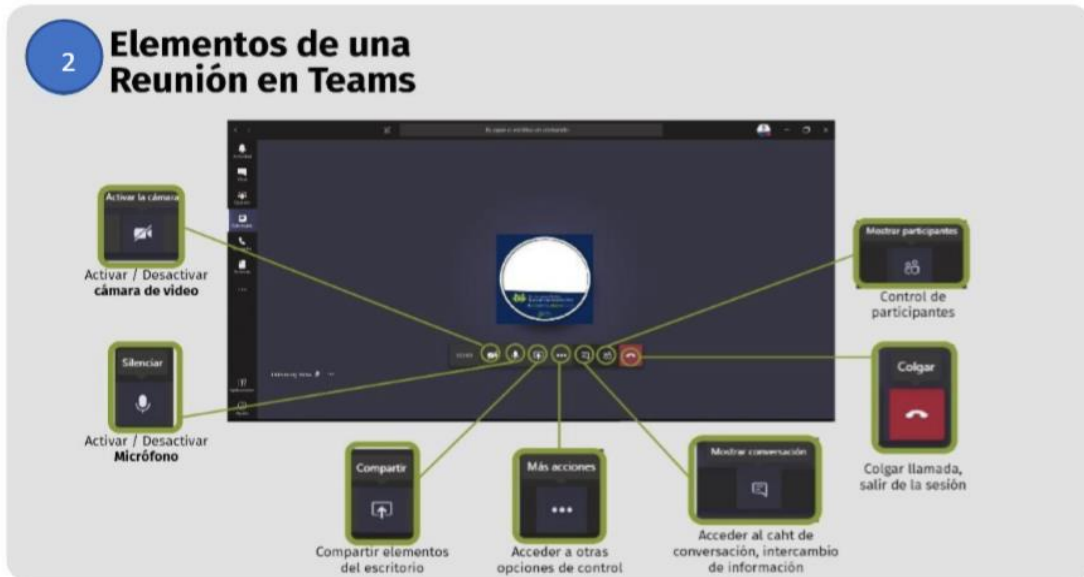 2
Elementos de una
Reunión en Teams
Activar la cámara
Activar / Desactivar
cámara de video
Mostrar participantes
Control de
participantes
Silenciar
Activar / Desactivar
Micrófono
Colgar
Colgar llamada,
salir de la sesión
Compartir
Compartir elementos
del escritorio
Más acciones
Acceder a otras
opciones de control
Mostrar conversación
Acceder al caht de
conversación, intercambio
de información